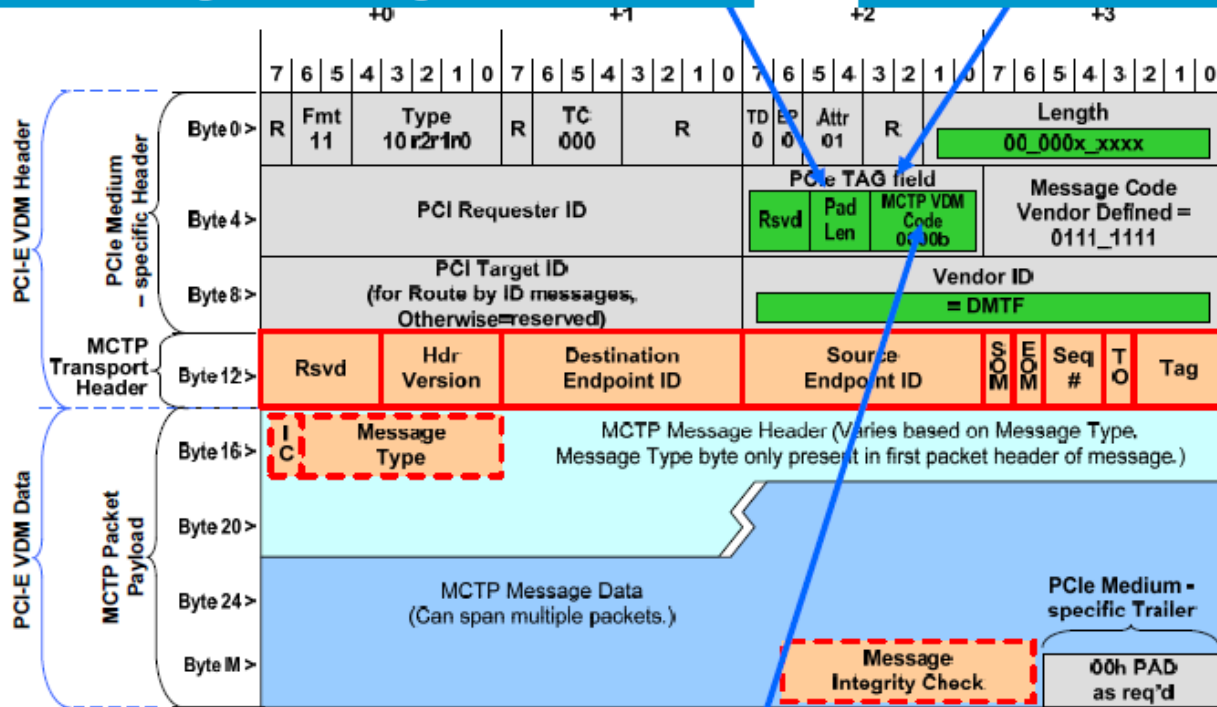 +0 +1 +2 +3
7 6 5 4 3 2 1 0 7 6 5 4 3 2 1 0 7 6 5 4 3 2 1 0 7 6 5 4 3 2 1 0
PCI-E VDM Header
PCIe Medium
– specific Header
Byte 0 >
R
Fmt
11
Type
10 r2r1r0
R
TC
000
R
TD
0
EP
0
Attr
01
R
Length
00_000x_xxxx
Byte 4 >
PCI Requester ID
PCIe TAG field
Rsvd
Pad
Len
MCTP VDM
Code
0000b
Message Code
Vendor Defined =
0111_1111
Byte 8 >
PCI Target ID
(for Route by ID messages,
Otherwise=reserved)
Vendor ID
= DMTF
MCTP
Transport
Header
Byte 12 >
Rsvd
Hdr
Version
Destination
Endpoint ID
Source
Endpoint ID
SOM
EOM
Seq
#
TO
Tag
PCI-E VDM Data
MCTP Packet
Payload
Byte 16 >
IC
Message
Type
MCTP Message Header (Varies based on Message Type.
Message Type byte only present in first packet header of message.)
Byte 20 >
Byte 24 >
MCTP Message Data
(Can span multiple packets.)
PCIe Medium -
specific Trailer
Byte M >
Message
Integrity Check
00h PAD
as req'd